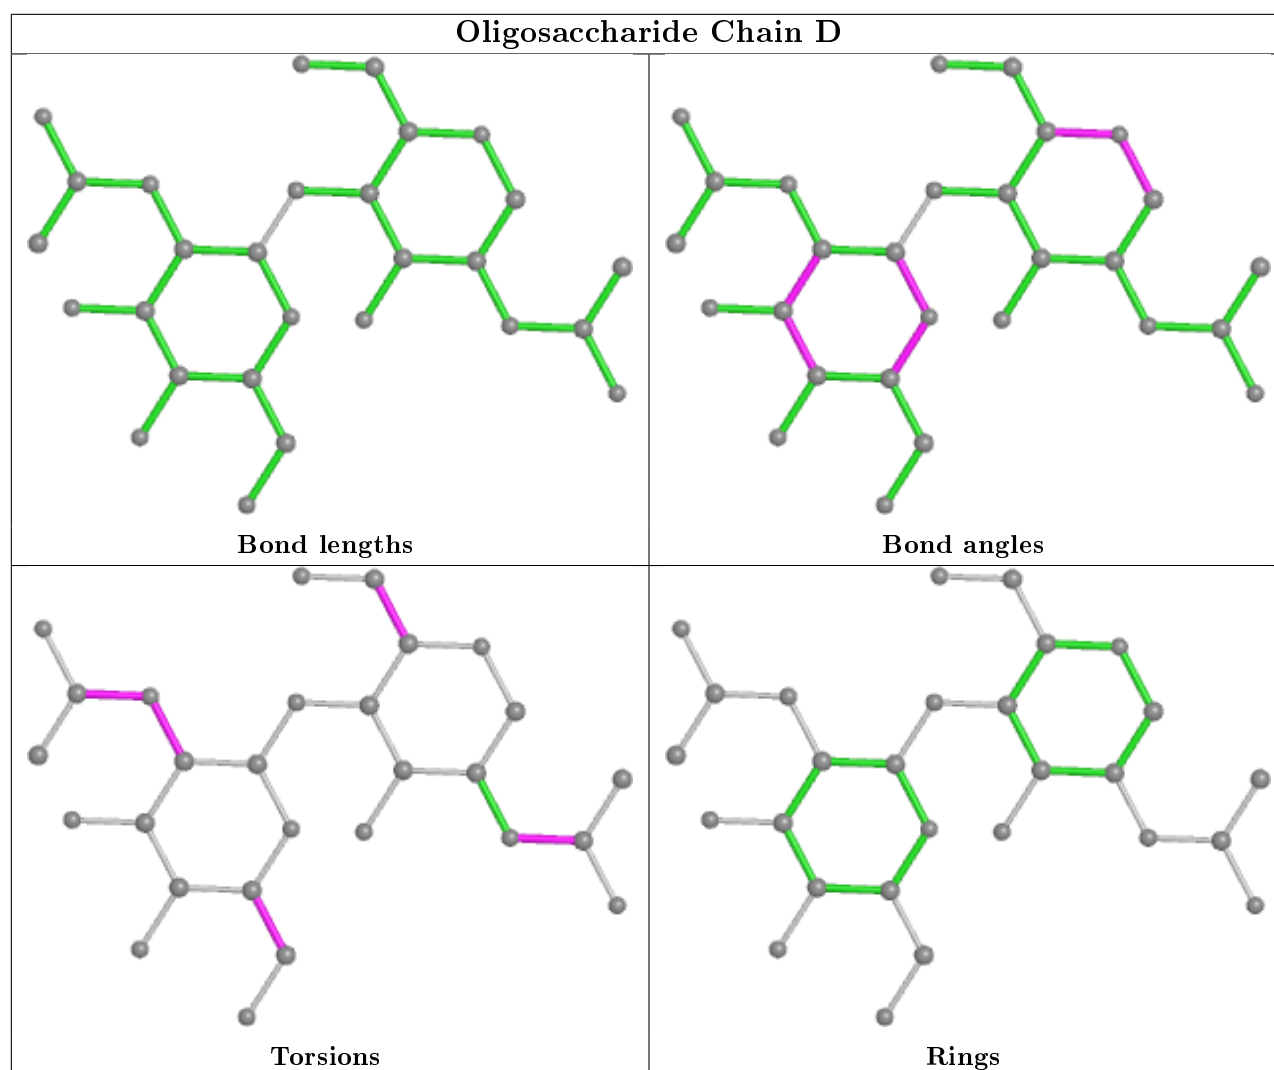 Oligosaccharide Chain D
Bond lengths
Bond angles
Torsions
Rings